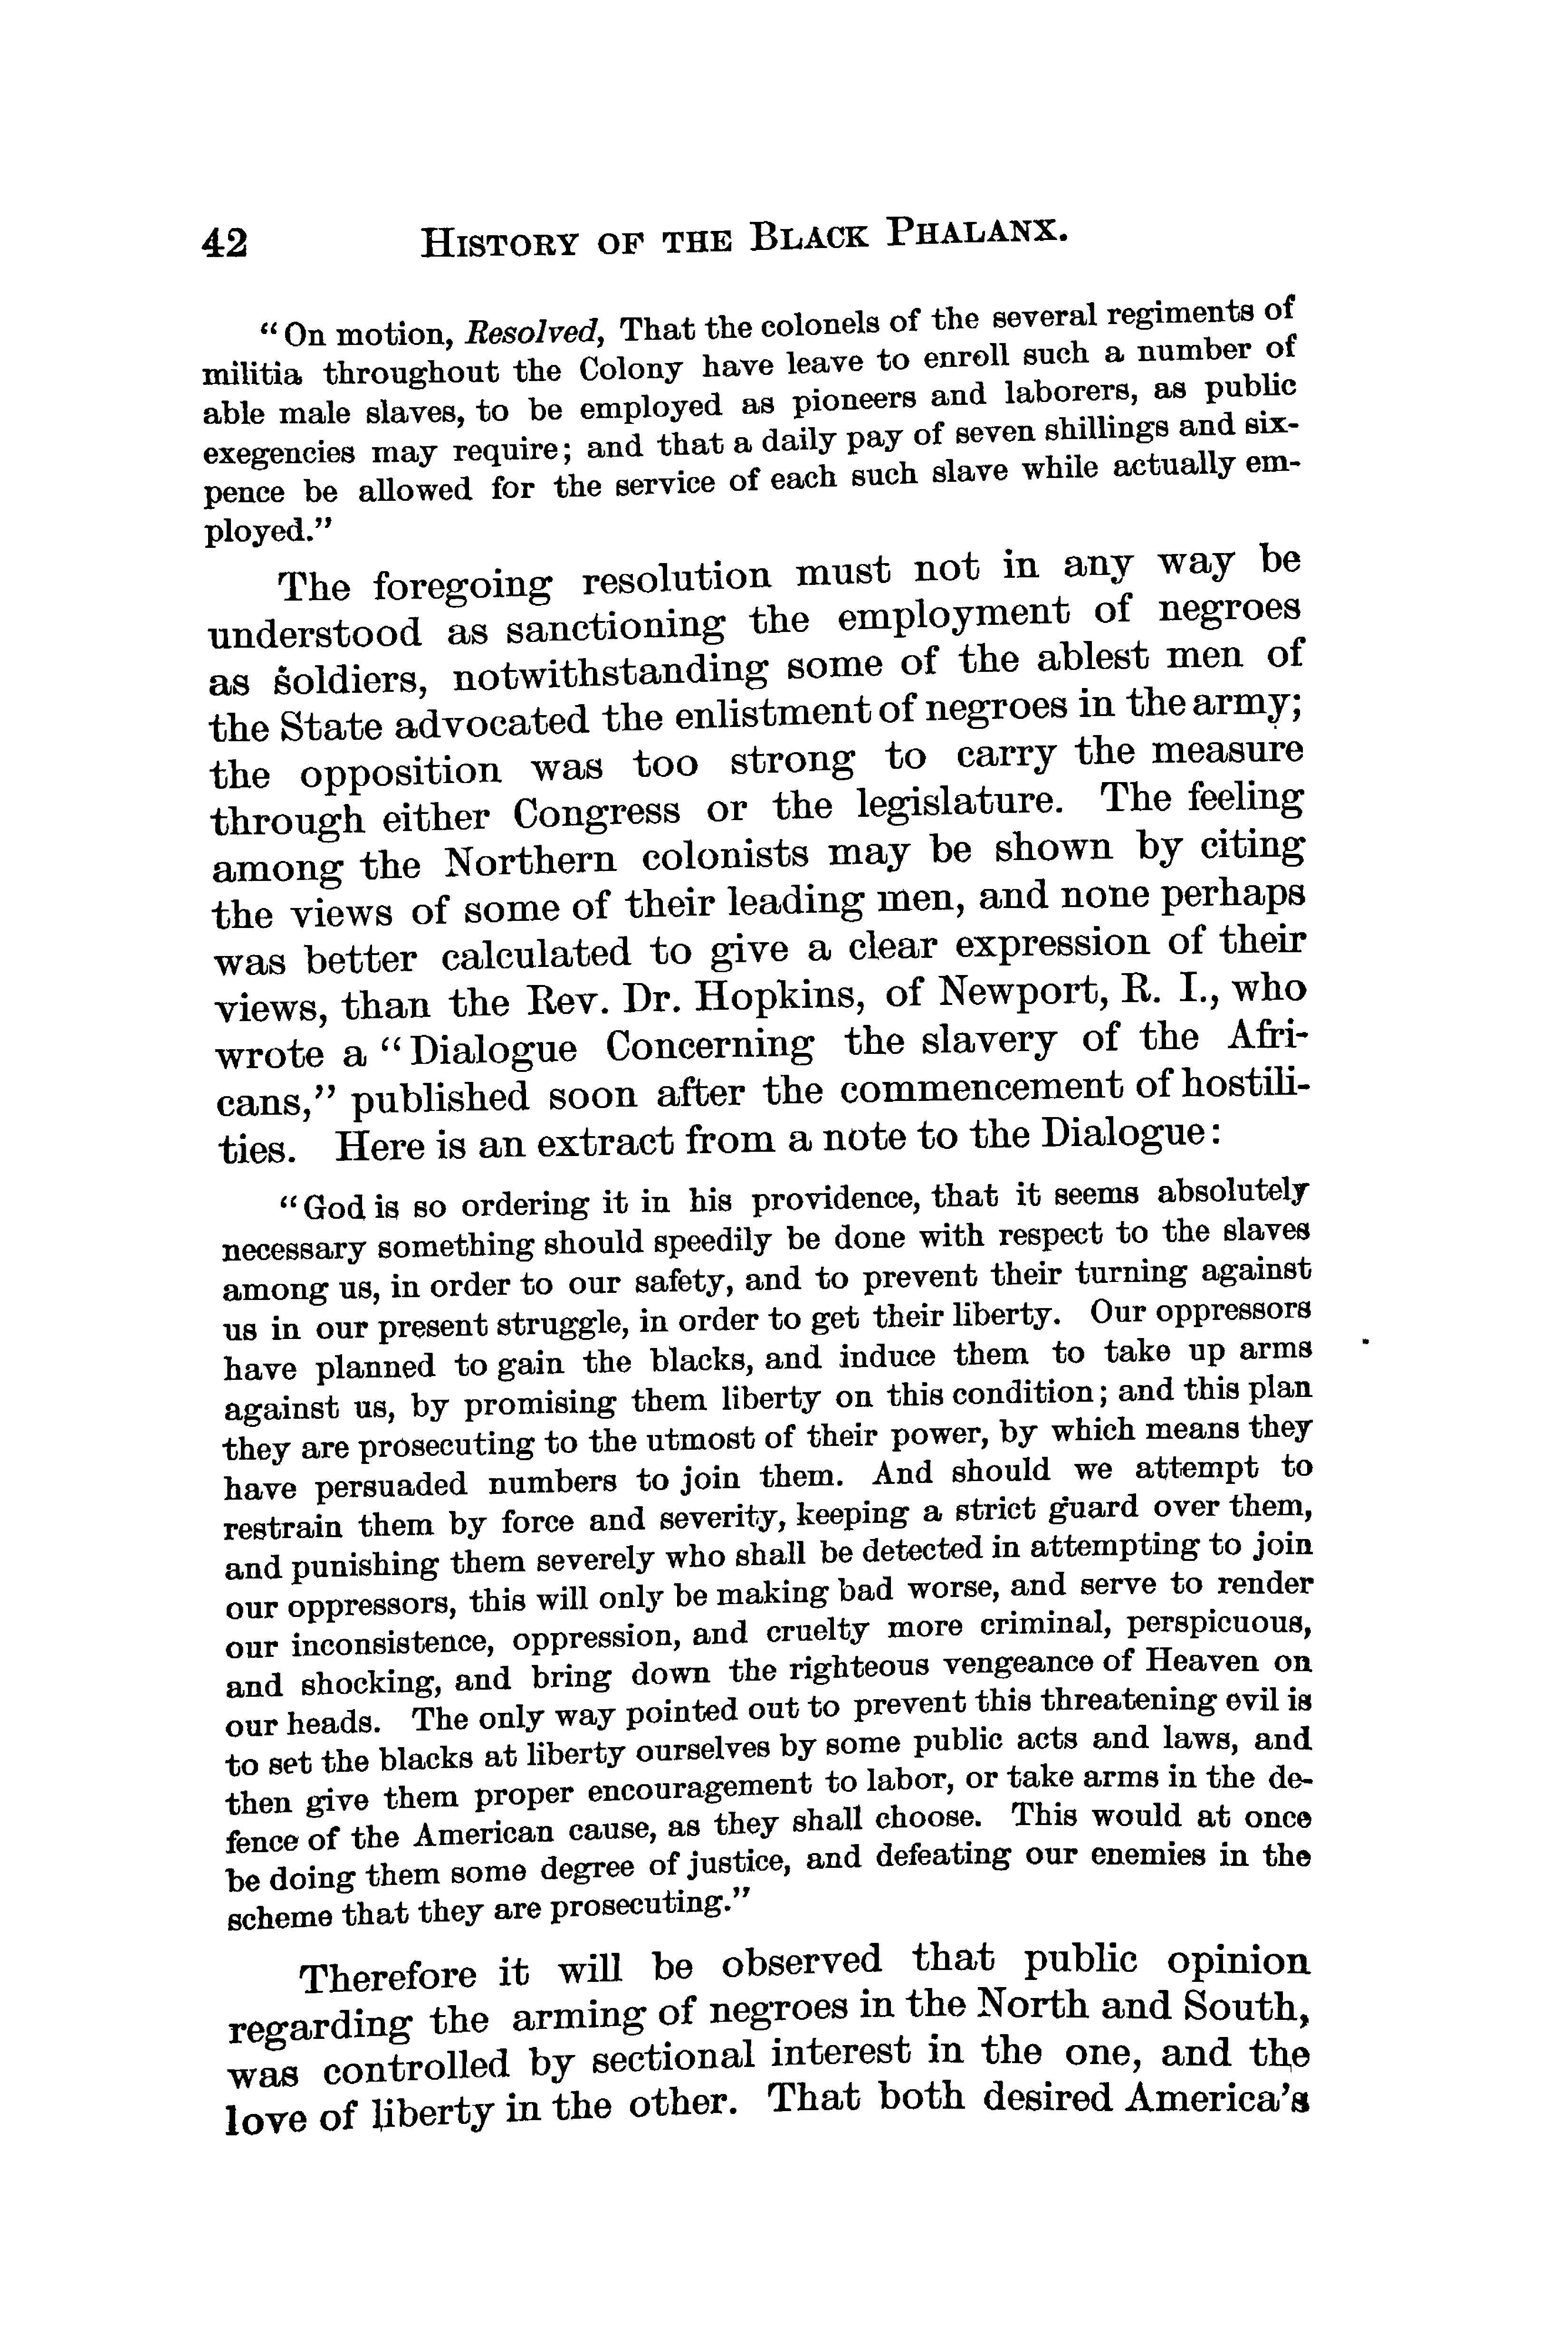 42 HISTORY OF THE BLACK PHALANX.
“On motion, Resolved, That the colonels of the several regiments of
militia throughout the Colony have leave to enroll such a number of
able male slaves, to be employed as pioneers and laborers, as public
exegencies may require; and that a daily pay of seven shillings and six-
pence be allowed for the service of each such slave while actually em-
ployed.”
The foregoing resolution must not in any way be
understood as sanctioning the employment of negroes
as soldiers, notwithstanding some of the ablest men of
the State advocated the enlistment of negroes in the army;
the opposition was too strong to carry the measure
through either Congress or the legislature. The feeling
among the Northern colonists may be shown by citing
the views of some of their leading men, and none perhaps
was better calculated to give a clear expression of their
views, than the Rev. Dr. Hopkins, of Newport, R. I., who
wrote a “Dialogue Concerning the slavery of the Afri-
cans,” published soon after the commencement of hostili-
ties. Here is an extract from a note to the Dialogue:
“God is so ordering it in his providence, that it seems absolutely
necessary something should speedily be done with respect to the slaves
among us, in order to our safety, and to prevent their turning against
us in our present struggle, in order to get their liberty. Our oppressors
have planned to gain the blacks, and induce them to take up arms
against us, by promising them liberty on this condition; and this plan
they are prosecuting to the utmost of their power, by which means they
have persuaded numbers to join them. And should we attempt to
restrain them by force and severity, keeping a strict guard over them,
and punishing them severely who shall be detected in attempting to join
our oppressors, this will only be making bad worse, and serve to render
our inconsistence, oppression, and cruelty more criminal, perspicuous,
and shocking, and bring down the righteous vengeance of Heaven on
our heads. The only way pointed out to prevent this threatening evil is
to set the blacks at liberty ourselves by some public acts and laws, and
then give them proper encouragement to labor, or take arms in the de-
fence of the American cause, as they shall choose. This would at once
be doing them some degree of justice, and defeating our enemies in the
scheme that they are prosecuting.”
Therefore it will be observed that public opinion
regarding the arming of negroes in the North and South,
was controlled by sectional interest in the one, and the
love of liberty in the other. That both desired America’s